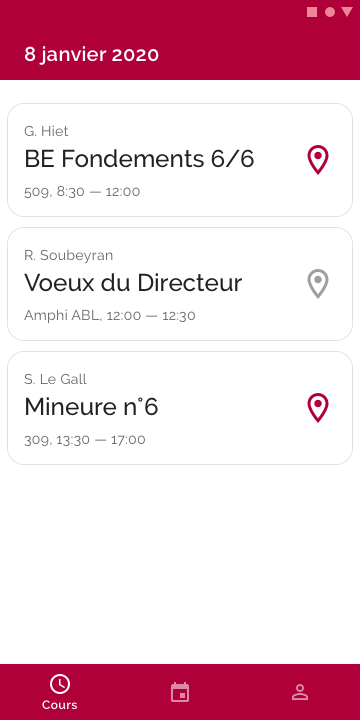 8 janvier 2020
G. Hiet
BE Fondements 6/6
509, 8:30 — 12:00
R. Soubeyran
Voeux du Directeur
Amphi ABL, 12:00 — 12:30
S. Le Gall
Mineure n°6
309, 13:30 — 17:00
Cours